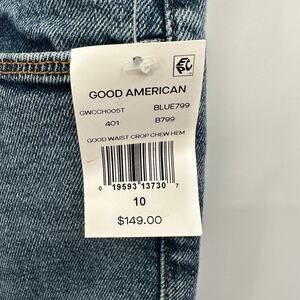 GOOD AMERICAN
GWCCH005T BLUE799
401 B799
GOOD WAIST CROP CHEW HEM
0 19593 13730 7
10
$149.00